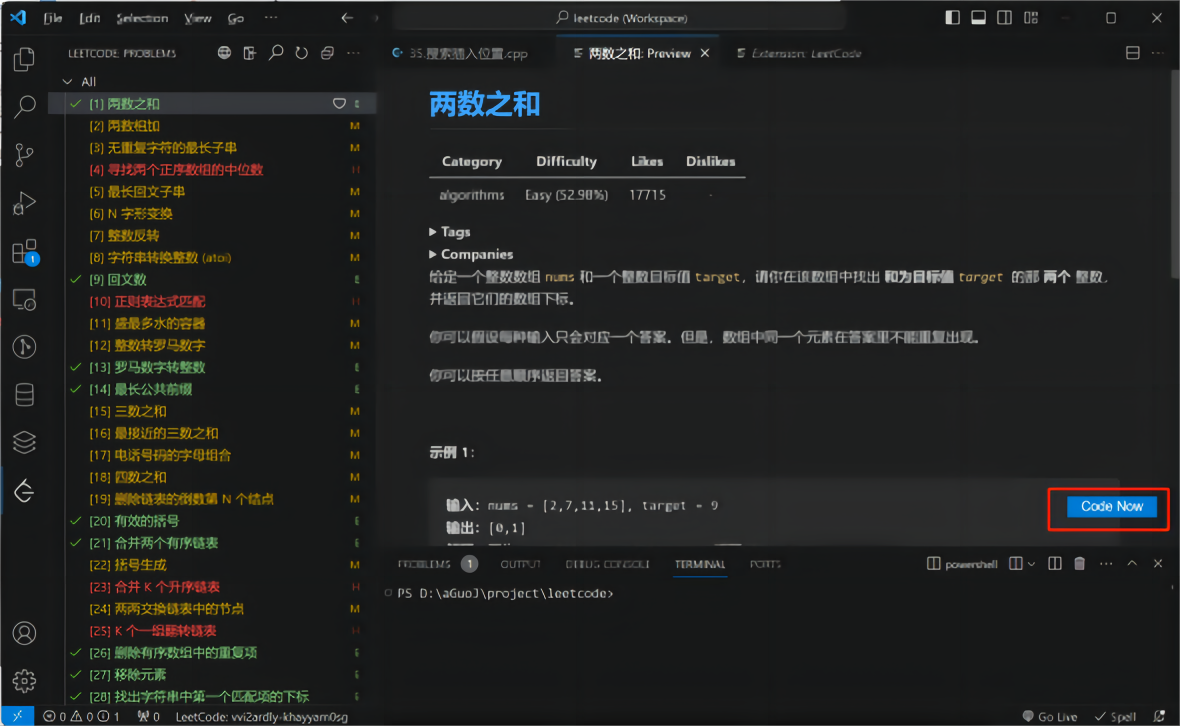 File Edit Selection View Go ··· leetcode (Workspace)
LEETCODE: PROBLEMS
35.搜索插入位置.cpp 两数之和: Preview Extension: LeetCode
All
[1] 两数之和 E
[2] 两数相加 M
[3] 无重复字符的最长子串 M
[4] 寻找两个正序数组的中位数 H
[5] 最长回文子串 M
[6] N 字形变换 M
[7] 整数反转 M
[8] 字符串转换整数 (atoi) M
[9] 回文数 E
[10] 正则表达式匹配 H
[11] 盛最多水的容器 M
[12] 整数转罗马数字 M
[13] 罗马数字转整数 E
[14] 最长公共前缀 E
[15] 三数之和 M
[16] 最接近的三数之和 M
[17] 电话号码的字母组合 M
[18] 四数之和 M
[19] 删除链表的倒数第 N 个结点 M
[20] 有效的括号 E
[21] 合并两个有序链表 E
[22] 括号生成 M
[23] 合并 K 个升序链表 H
[24] 两两交换链表中的节点 M
[25] K 个一组翻转链表 H
[26] 删除有序数组中的重复项 E
[27] 移除元素 E
[28] 找出字符串中第一个匹配项的下标 E
1
两数之和
Category Difficulty Likes Dislikes
algorithms Easy (52.90%) 17715 -
Tags
Companies
给定一个整数数组 nums 和一个整数目标值 target，请你在该数组中找出 和为目标值 target 的那 两个 整数，
并返回它们的数组下标。
你可以假设每种输入只会对应一个答案。但是，数组中同一个元素在答案里不能重复出现。
你可以按任意顺序返回答案。
示例 1：
输入：nums = [2,7,11,15], target = 9
输出：[0,1]
Code Now
PROBLEMS 1 OUTPUT DEBUG CONSOLE TERMINAL PORTS powershell
PS D:\aGuoJ\project\leetcode>
0 0 1 0 LeetCode: vvi2ardly-khayyam0sg Go Live Spell